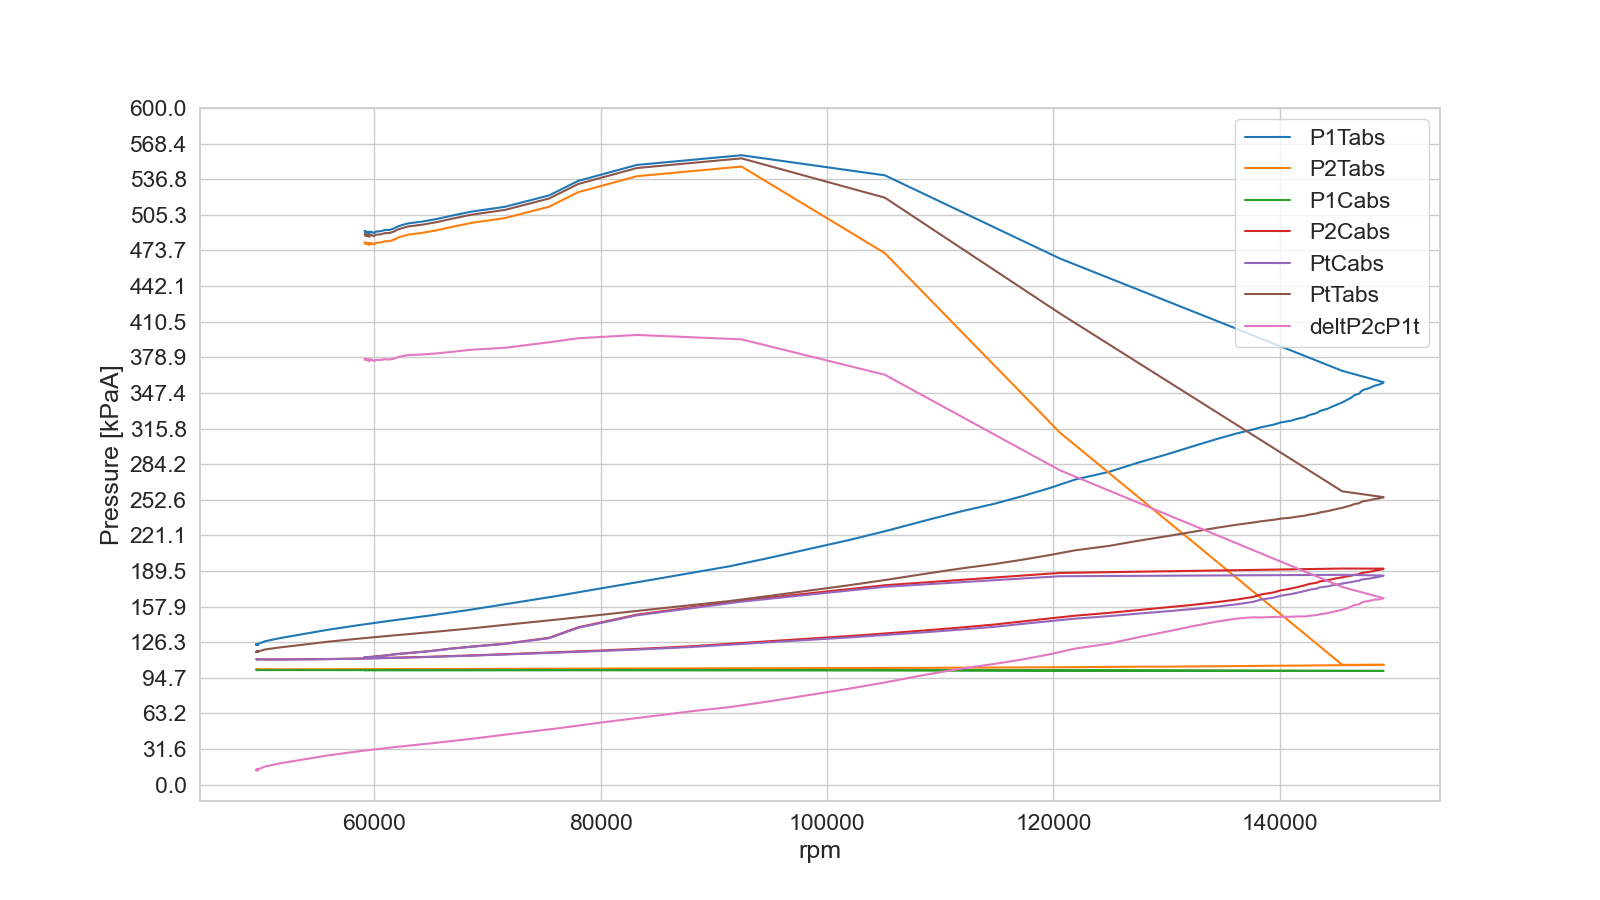 600.0
568.4
536.8
505.3
473.7
442.1
410.5
378.9
347.4
315.8
284.2
252.6
221.1
189.5
157.9
126.3
94.7
63.2
31.6
0.0
Pressure [kPaA]
60000 80000 100000 120000 140000
rpm
P1Tabs
P2Tabs
P1Cabs
P2Cabs
PtCabs
PtTabs
deltP2cP1t